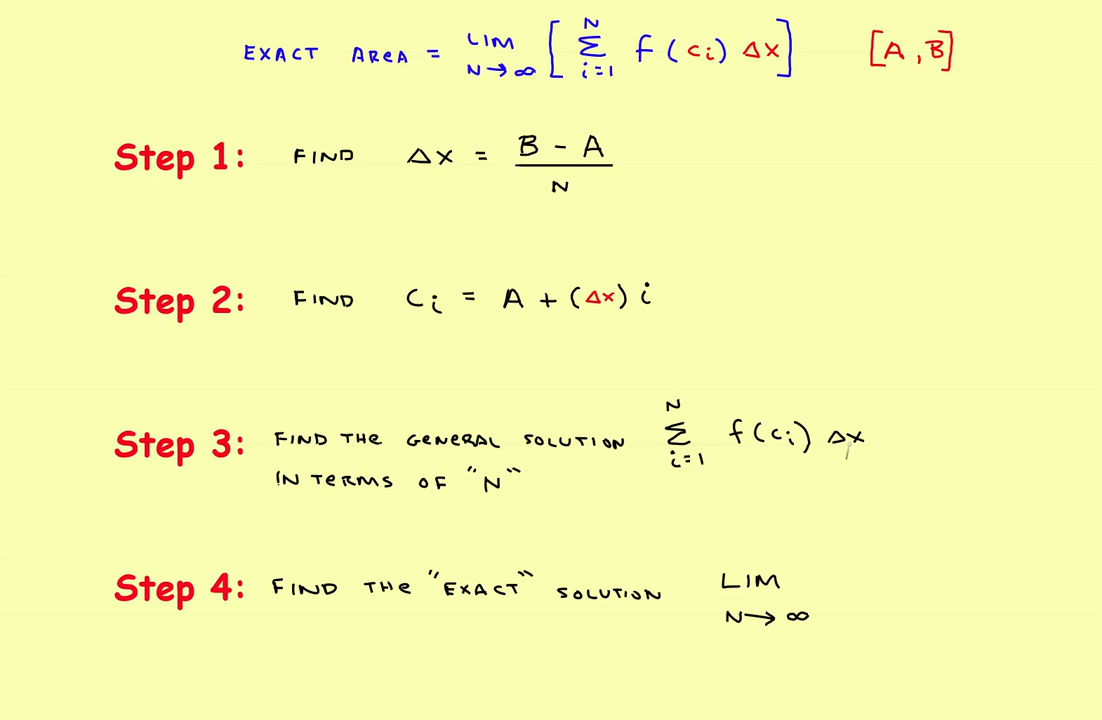 EXACT AREA = LIM N→∞ [ N Σ i=1 f(ci) Δx ] [A, B]
Step 1: FIND Δx = B - A / N
Step 2: FIND ci = A + (Δx) i
Step 3: FIND THE GENERAL SOLUTION N Σ i=1 f(ci) Δx
IN TERMS OF "N"
Step 4: FIND THE "EXACT" SOLUTION LIM N→∞